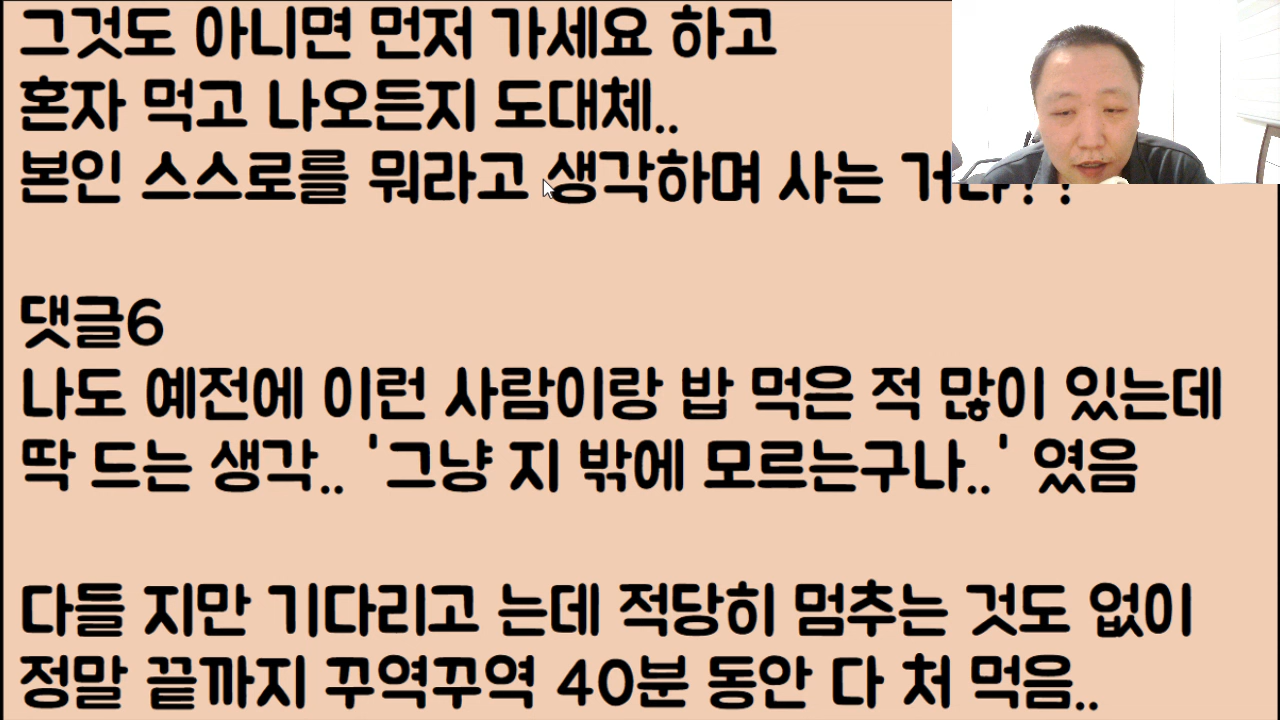 그것도 아니면 먼저 가세요 하고
혼자 먹고 나오든지 도대체..
본인 스스로를 뭐라고 생각하며 사는
댓글6
나도 예전에 이런 사람이랑 밥 먹은 적 많이 있는데
딱 드는 생각.. '그냥 지 밖에 모르는구나..' 였음
다들 지만 기다리고 는데 적당히 멈추는 것도 없이
정말 끝까지 꾸역꾸역 40분 동안 다 처 먹음..